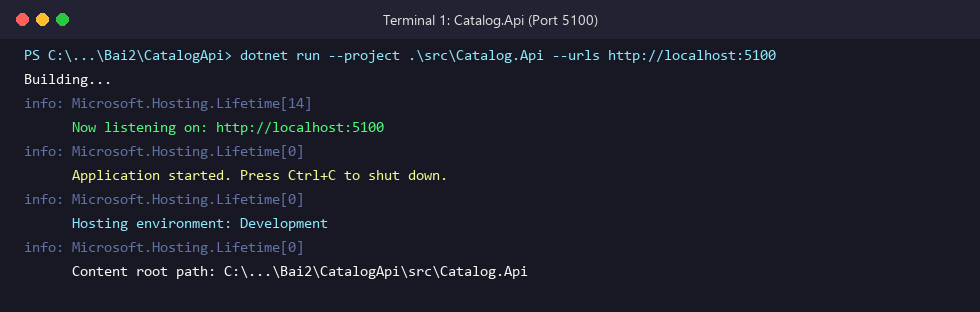 Terminal 1: Catalog.Api (Port 5100)
PS C:\...\Bai2\CatalogApi> dotnet run --project .\src\Catalog.Api --urls http://localhost:5100
Building...
info: Microsoft.Hosting.Lifetime[14]
Now listening on: http://localhost:5100
info: Microsoft.Hosting.Lifetime[0]
Application started. Press Ctrl+C to shut down.
info: Microsoft.Hosting.Lifetime[0]
Hosting environment: Development
info: Microsoft.Hosting.Lifetime[0]
Content root path: C:\...\Bai2\CatalogApi\src\Catalog.Api